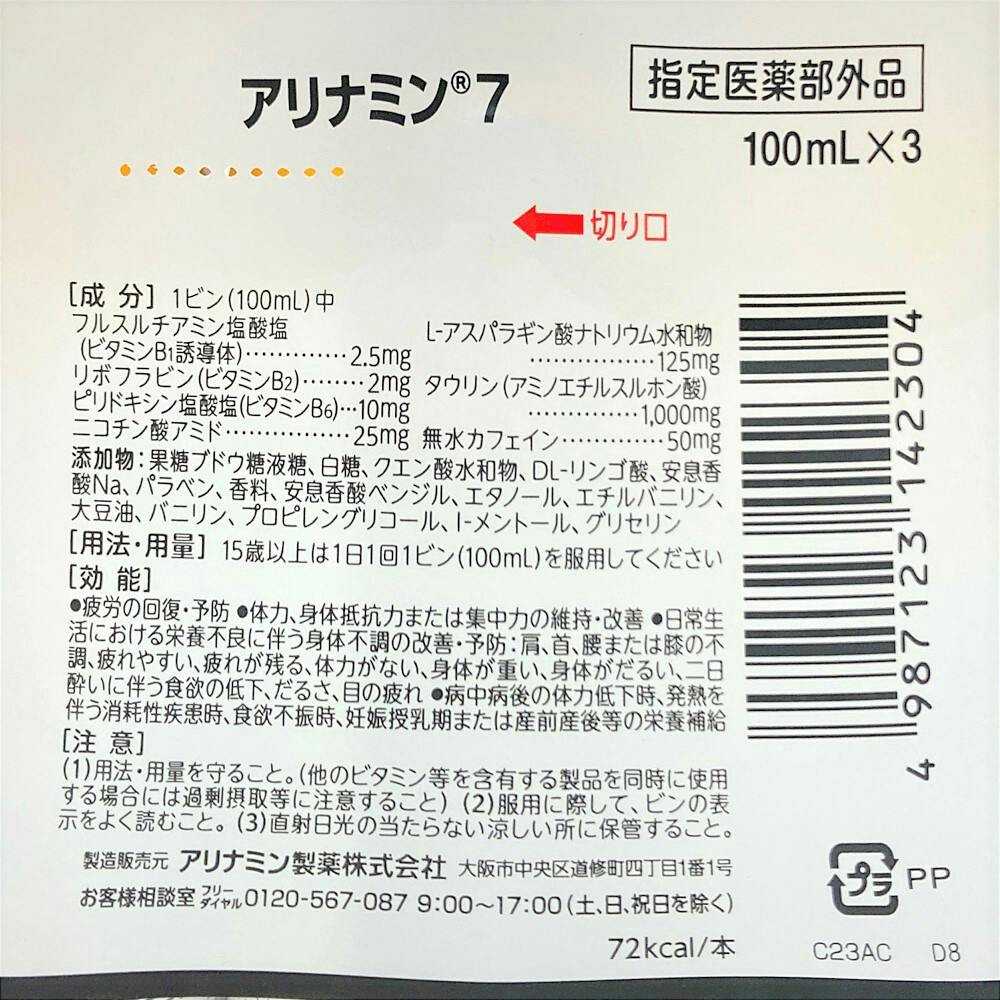 アリナミン®7
指定医薬部外品
100mL×3
切り口
[成 分] 1ビン(100mL)中
フルスルチアミン塩酸塩
(ビタミンB1誘導体)·············2.5mg
リボフラビン(ビタミンB2)········2mg
ピリドキシン塩酸塩(ビタミンB6)···10mg
ニコチン酸アミド················25mg
L-アスパラギン酸ナトリウム水和物
················125mg
タウリン(アミノエチルスルホン酸)
··············1,000mg
無水カフェイン·············50mg
添加物:果糖ブドウ糖液糖、白糖、クエン酸水和物、DL-リンゴ酸、安息香
酸Na、パラベン、香料、安息香酸ベンジル、エタノール、エチルバニリン、
大豆油、バニリン、プロピレングリコール、l-メントール、グリセリン
[用法・用量] 15歳以上は1日1回1ビン(100mL)を服用してください
[効 能]
●疲労の回復・予防 ●体力、身体抵抗力または集中力の維持・改善 ●日常生
活における栄養不良に伴う身体不調の改善・予防:肩、首、腰または膝の不
調、疲れやすい、疲れが残る、体力がない、身体が重い、身体がだるい、二日
酔いに伴う食欲の低下、だるさ、目の疲れ ●病中病後の体力低下時、発熱を
伴う消耗性疾患時、食欲不振時、妊娠授乳期または産前産後等の栄養補給
[注 意]
(1)用法・用量を守ること。(他のビタミン等を含有する製品を同時に使用
する場合には過剰摂取等に注意すること) (2)服用に際して、ビンの表
示をよく読むこと。 (3)直射日光の当たらない涼しい所に保管すること。
製造販売元 アリナミン製薬株式会社 大阪市中央区道修町四丁目1番1号
お客様相談室 フリーダイヤル 0120-567-087 9:00～17:00(土、日、祝日を除く)
72kcal/本
4987123142304
プラ PP
C23AC D8